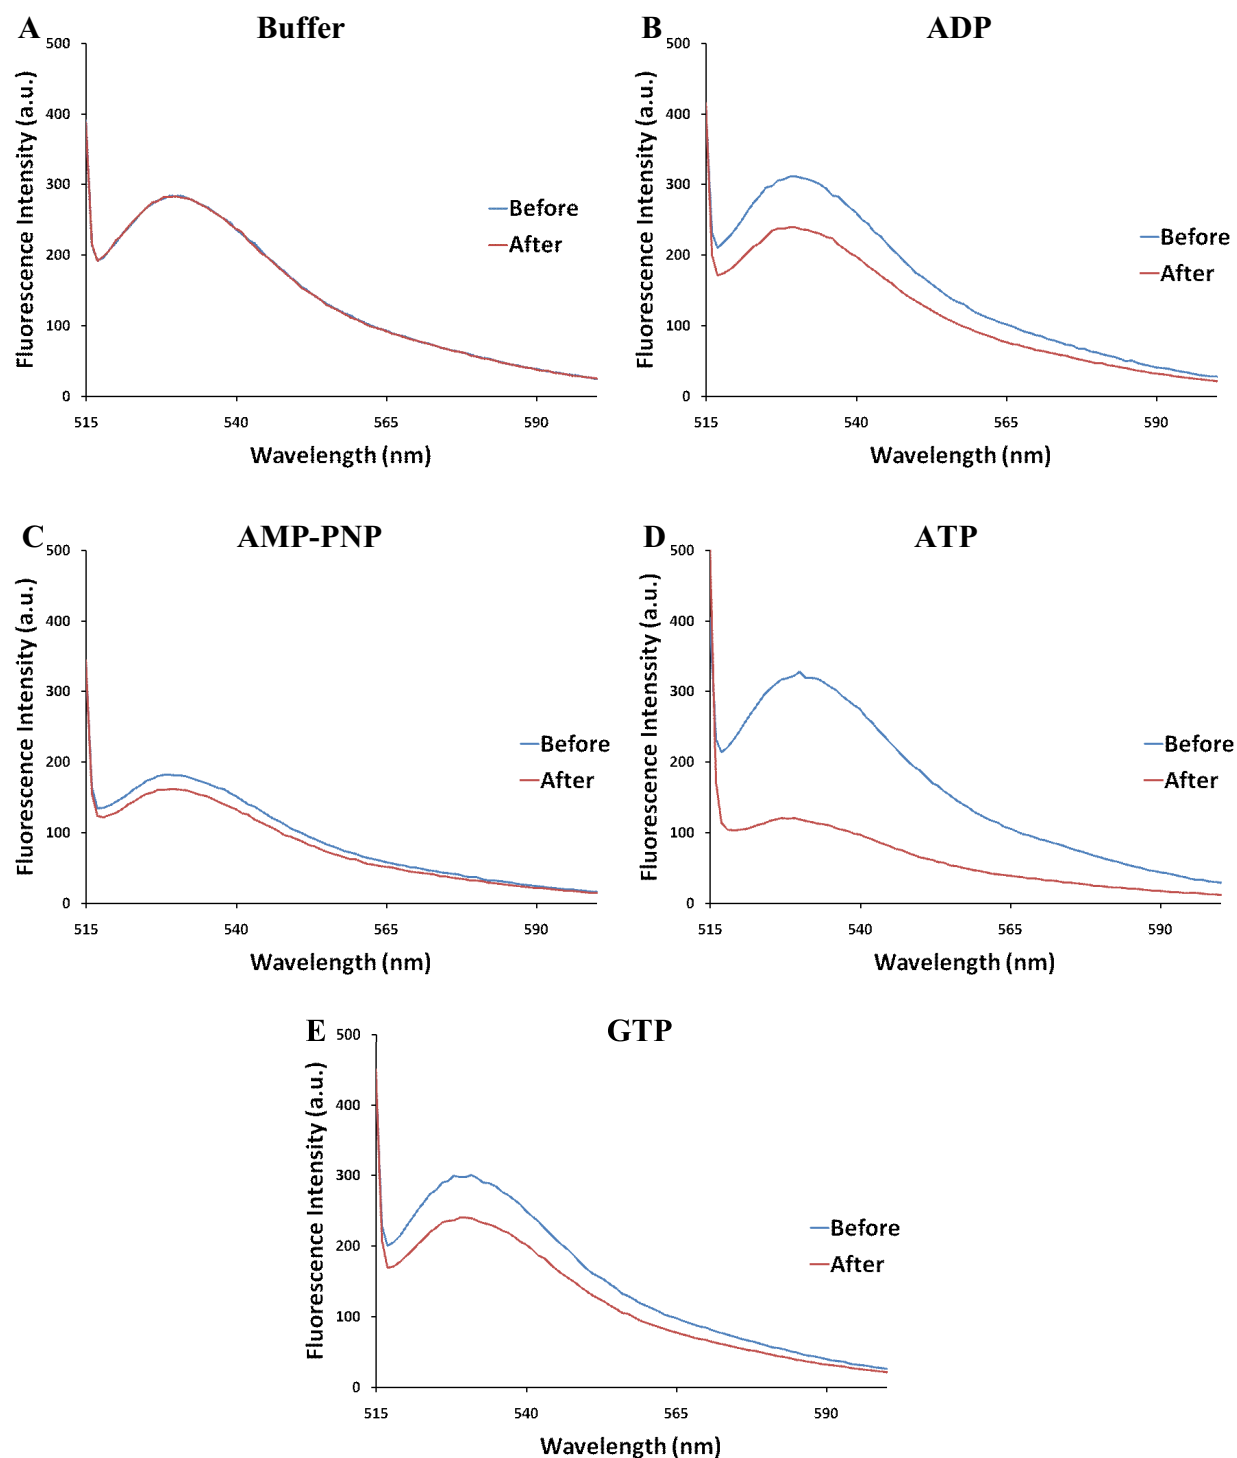 A Buffer
Fluorescence Intensity (a.u.)
500
400
300
200
100
0
515 540 565 590
Wavelength (nm)
Before
After
B ADP
Fluorescence Intensity (a.u.)
500
400
300
200
100
0
515 540 565 590
Wavelength (nm)
Before
After
C AMP-PNP
Fluorescence Intensity (a.u.)
500
400
300
200
100
0
515 540 565 590
Wavelength (nm)
Before
After
D ATP
Fluorescence Intenssity (a.u.)
500
400
300
200
100
0
515 540 565 590
Wavelength (nm)
Before
After
E GTP
Fluorescence Intensity (a.u.)
500
400
300
200
100
0
515 540 565 590
Wavelength (nm)
Before
After